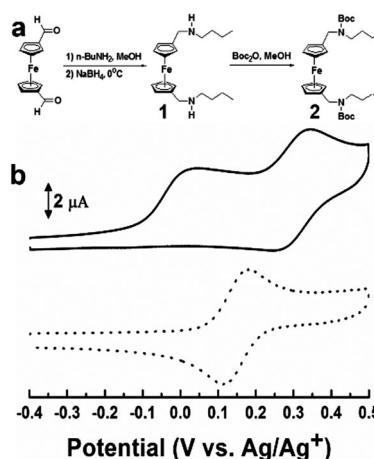 a
O
H
Fe
H
O
1) n-BuNH₂, MeOH
2) NaBH₄, 0⁰C
H
N
Fe
N
H
1
Boc₂O, MeOH
Boc
N
Fe
N
Boc
2
b
2 μA
-0.4 -0.3 -0.2 -0.1 0.0 0.1 0.2 0.3 0.4 0.5
Potential (V vs. Ag/Ag⁺)